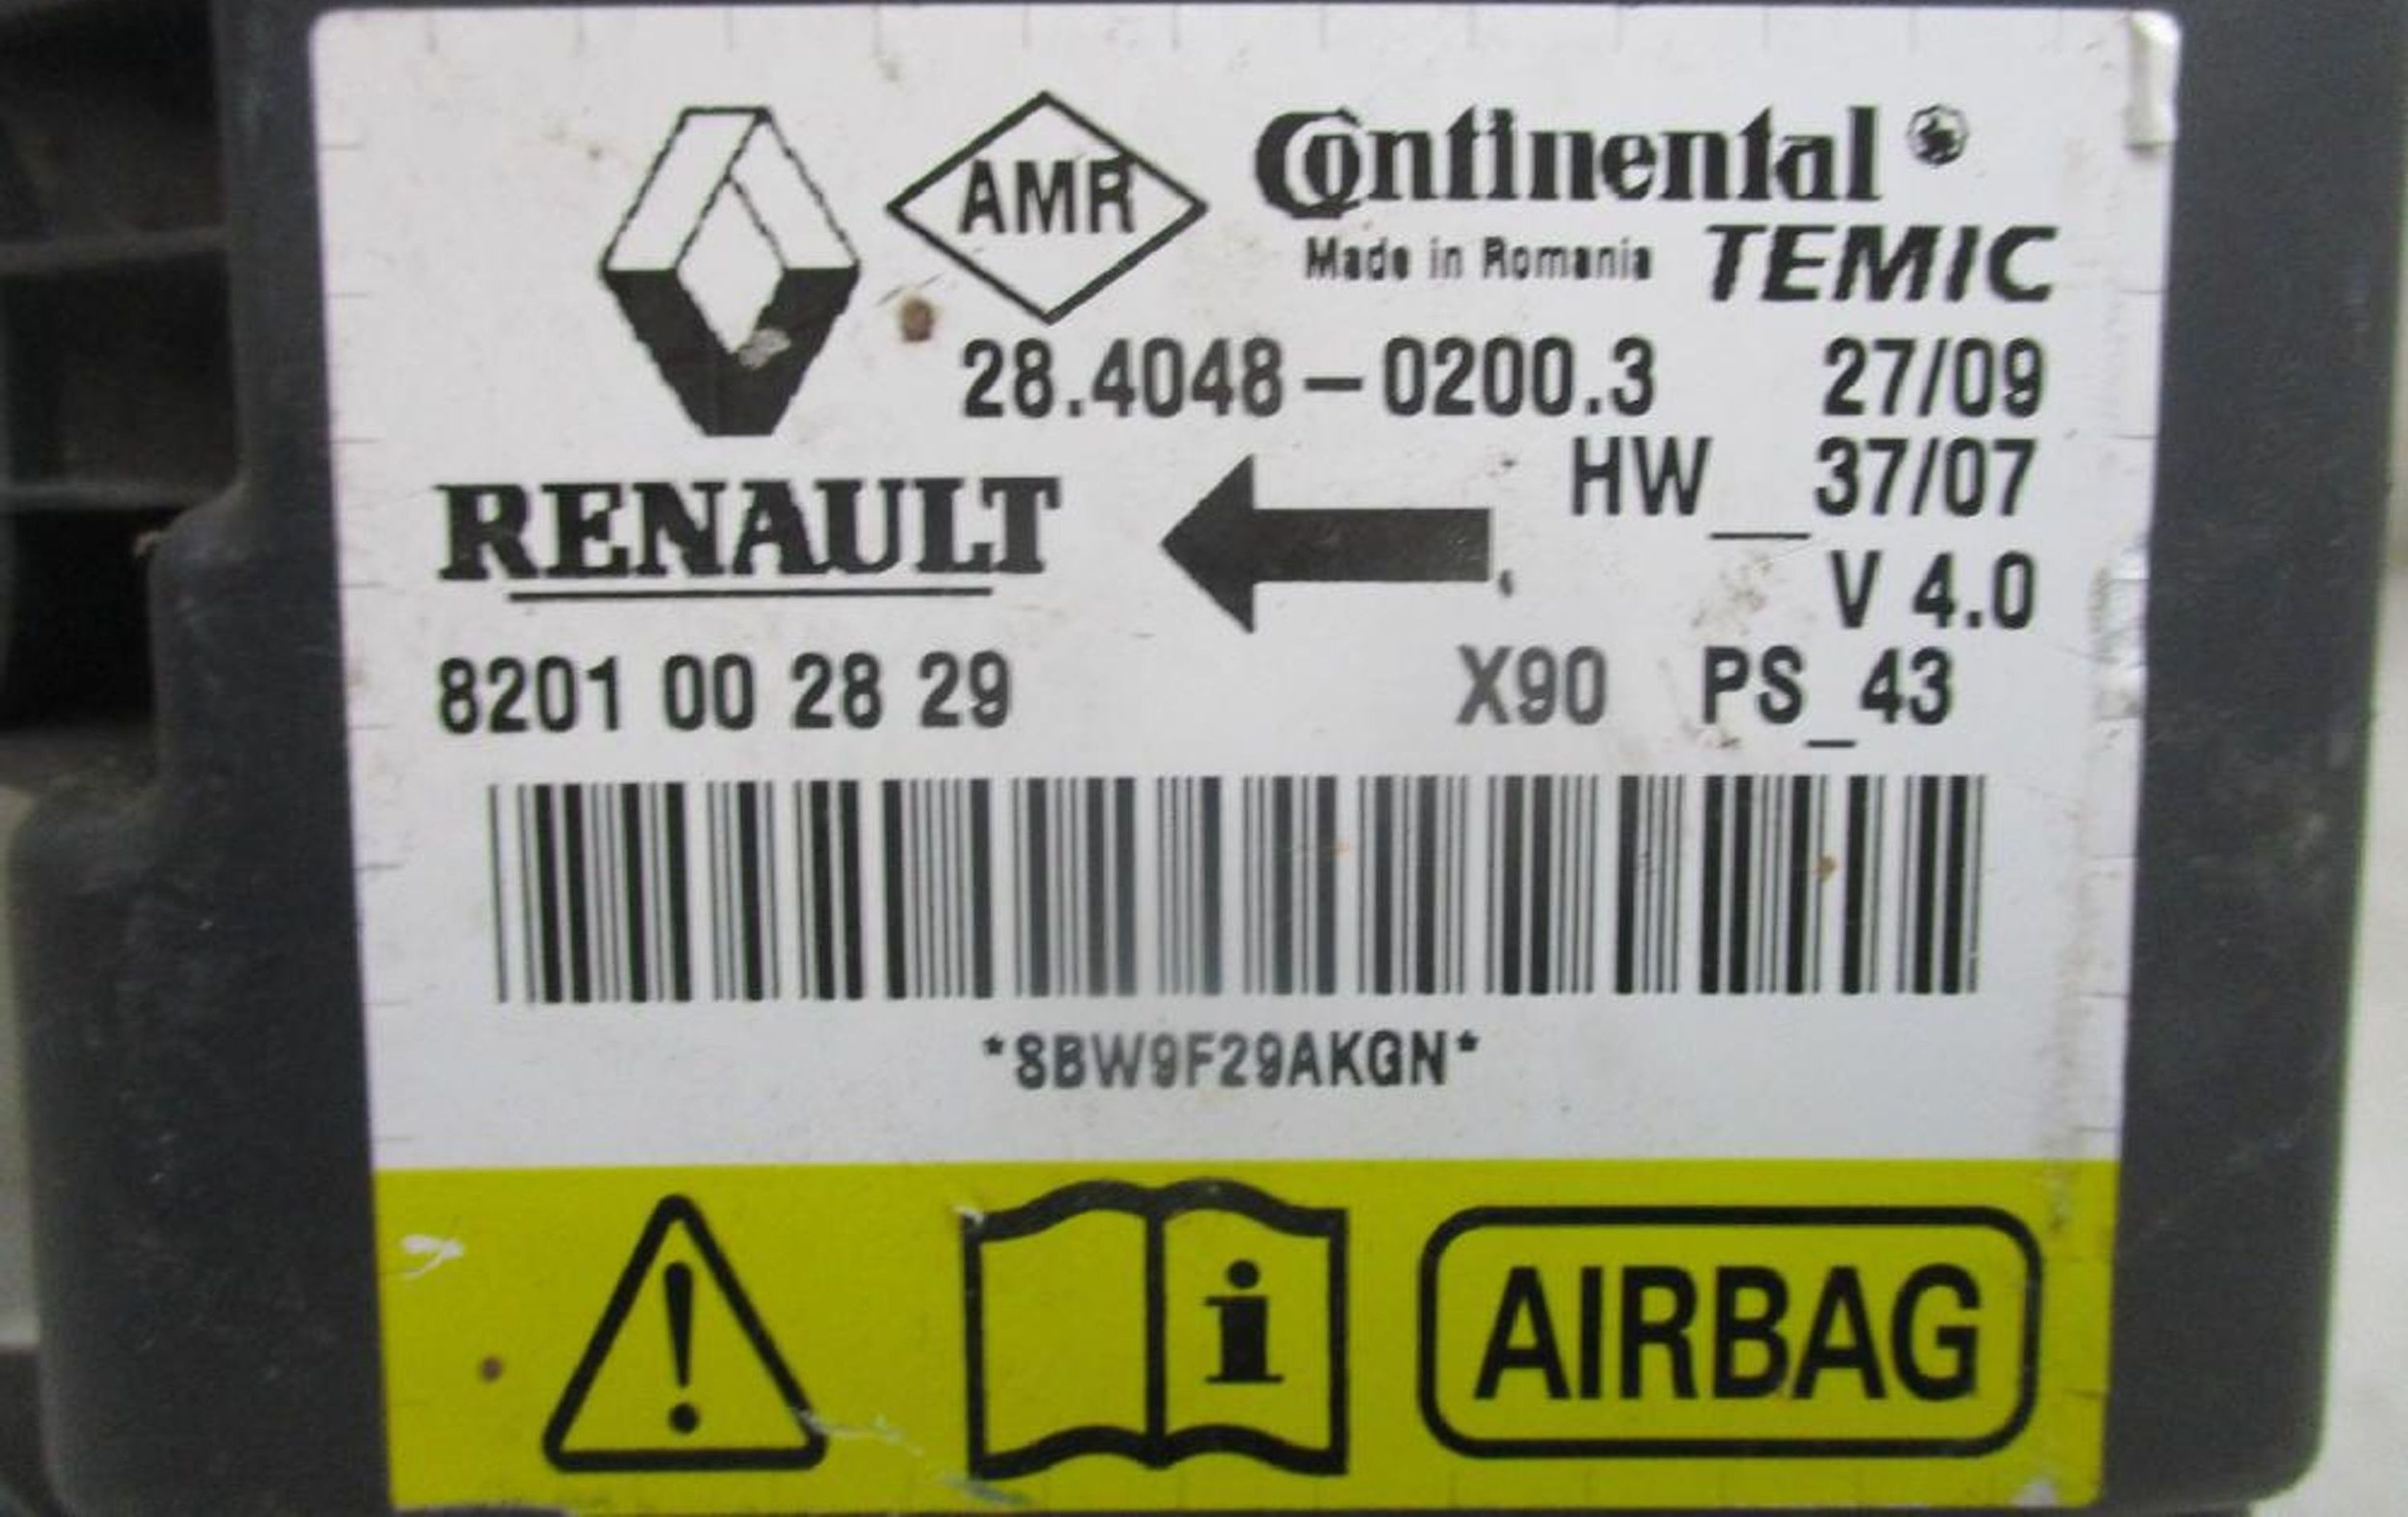 AMR
Continental
Made in Romania TEMIC
28.4048-0200.3 27/09
HW__37/07
RENAULT
V 4.0
8201 00 28 29 X90 PS_43
*8BW9F29AKGN*
i
AIRBAG